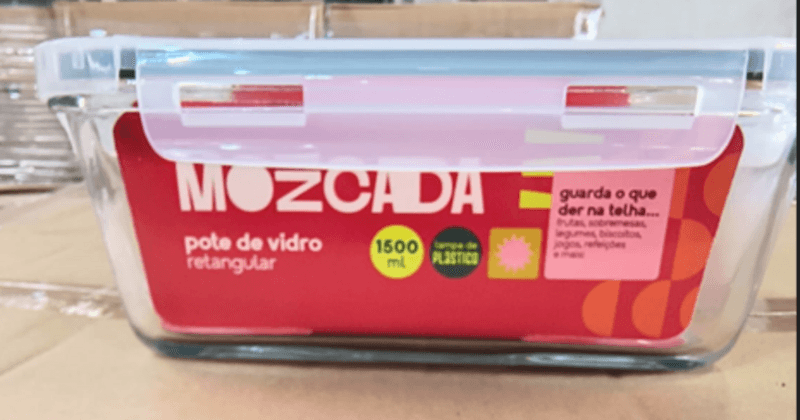 MOZCADA
pote de vidro
retangular
1500
ml
tampa de
PLÁSTICO
guarda o que
der na telha...
frutas, sobremesas,
legumes, biscoitos,
jogos, refeições
e mais!